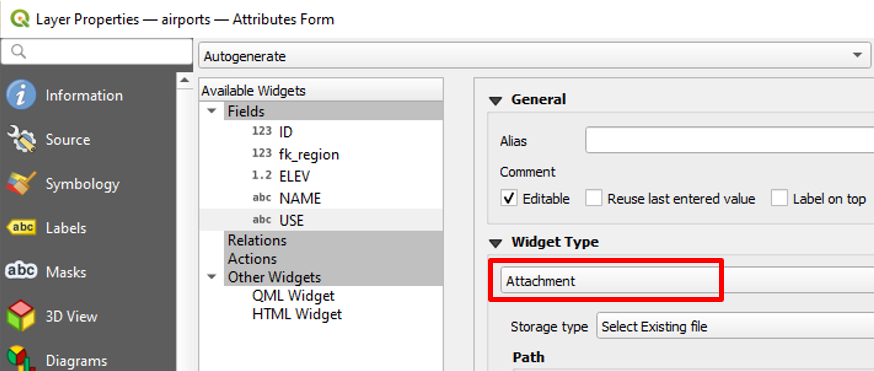 Layer Properties — airports — Attributes Form
Autogenerate
Information
Source
Symbology
abc Labels
abc Masks
3D View
Diagrams
Available Widgets
Fields
123 ID
123 fk_region
1.2 ELEV
abc NAME
abc USE
Relations
Actions
Other Widgets
QML Widget
HTML Widget
General
Alias
Comment
Editable Reuse last entered value Label on top
Widget Type
Attachment
Storage type Select Existing file
Path